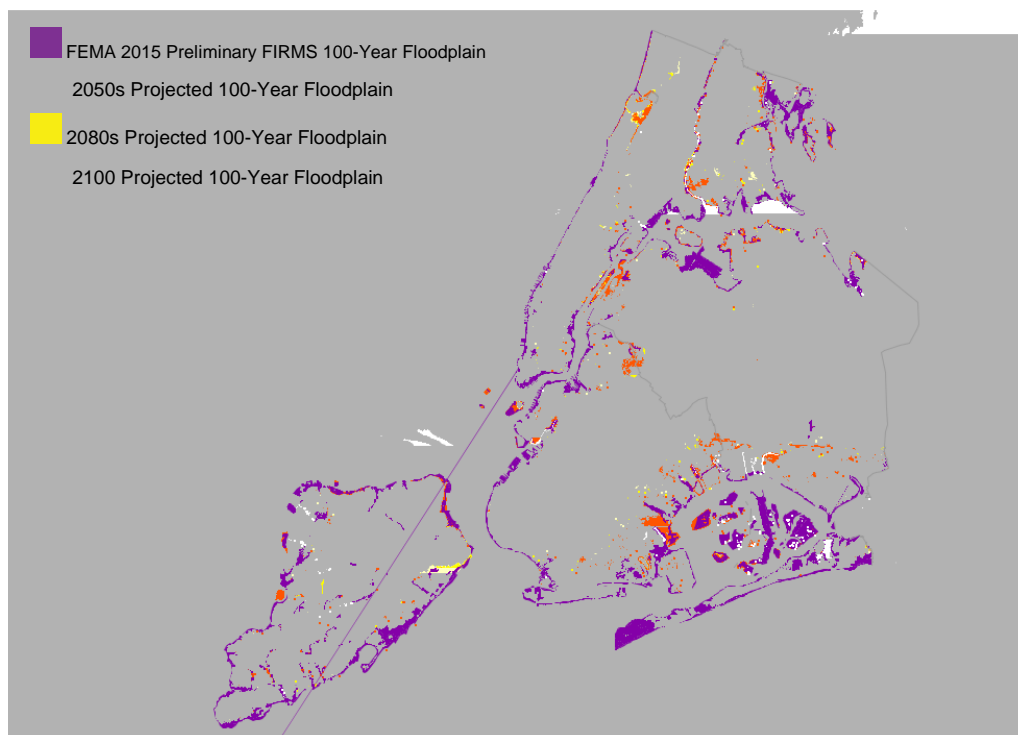 FEMA 2015 Preliminary FIRMS 100-Year Floodplain
2050s Projected 100-Year Floodplain
2080s Projected 100-Year Floodplain
2100 Projected 100-Year Floodplain